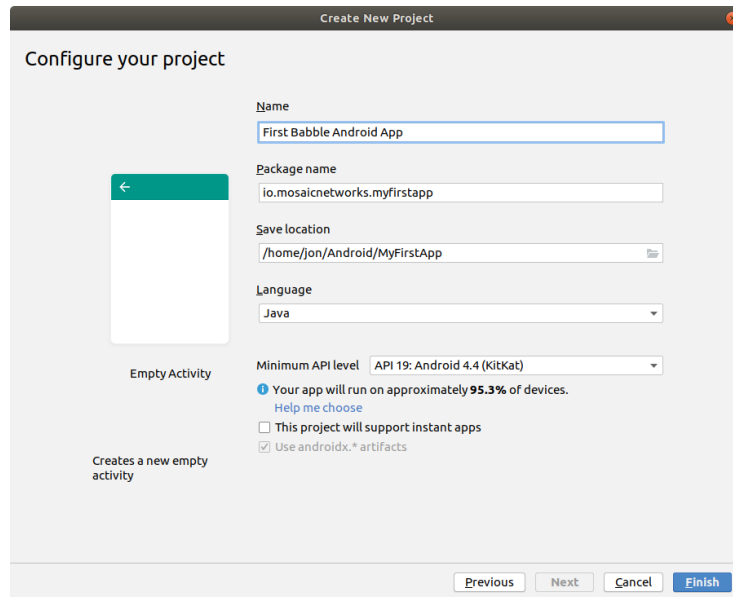 Create New Project
Configure your project
Name
First Babble Android App
Package name
io.mosaicnetworks.myfirstapp
Save location
/home/jon/Android/MyFirstApp
Language
Java
Empty Activity
Minimum API level API 19: Android 4.4 (KitKat)
Your app will run on approximately 95.3% of devices.
Help me choose
This project will support instant apps
Use androidx.* artifacts
Creates a new empty
activity
Previous Next Cancel Finish